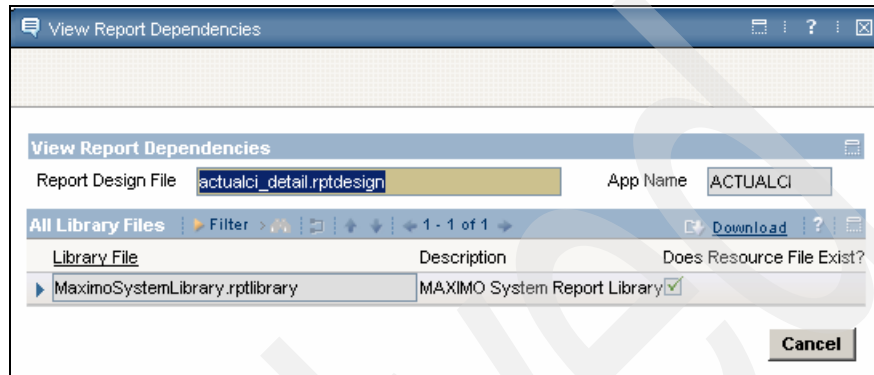 View Report Dependencies ?
View Report Dependencies
Report Design File actualci_detail.rptdesign App Name ACTUALCI
All Library Files Filter 1 - 1 of 1 Download ?
Library File Description Does Resource File Exist?
MaximoSystemLibrary.rptlibrary MAXIMO System Report Library
Cancel